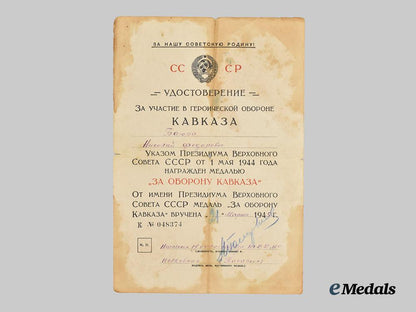 ЗА НАШУ СОВЕТСКУЮ РОДИНУ!
СССР
УДОСТОВЕРЕНИЕ
ЗА УЧАСТИЕ В ГЕРОИЧЕСКОЙ ОБОРОНЕ
КАВКАЗА
УКАЗОМ ПРЕЗИДИУМА ВЕРХОВНОГО
СОВЕТА СССР ОТ 1 МАЯ 1944 ГОДА
НАГРАЖДЕН МЕДАЛЬЮ
„ЗА ОБОРОНУ КАВКАЗА“
ОТ ИМЕНИ ПРЕЗИДИУМА ВЕРХОВНОГО
СОВЕТА СССР МЕДАЛЬ „ЗА ОБОРОНУ
КАВКАЗА“ ВРУЧЕНА 194
К № 048374
М. П.
eMedals